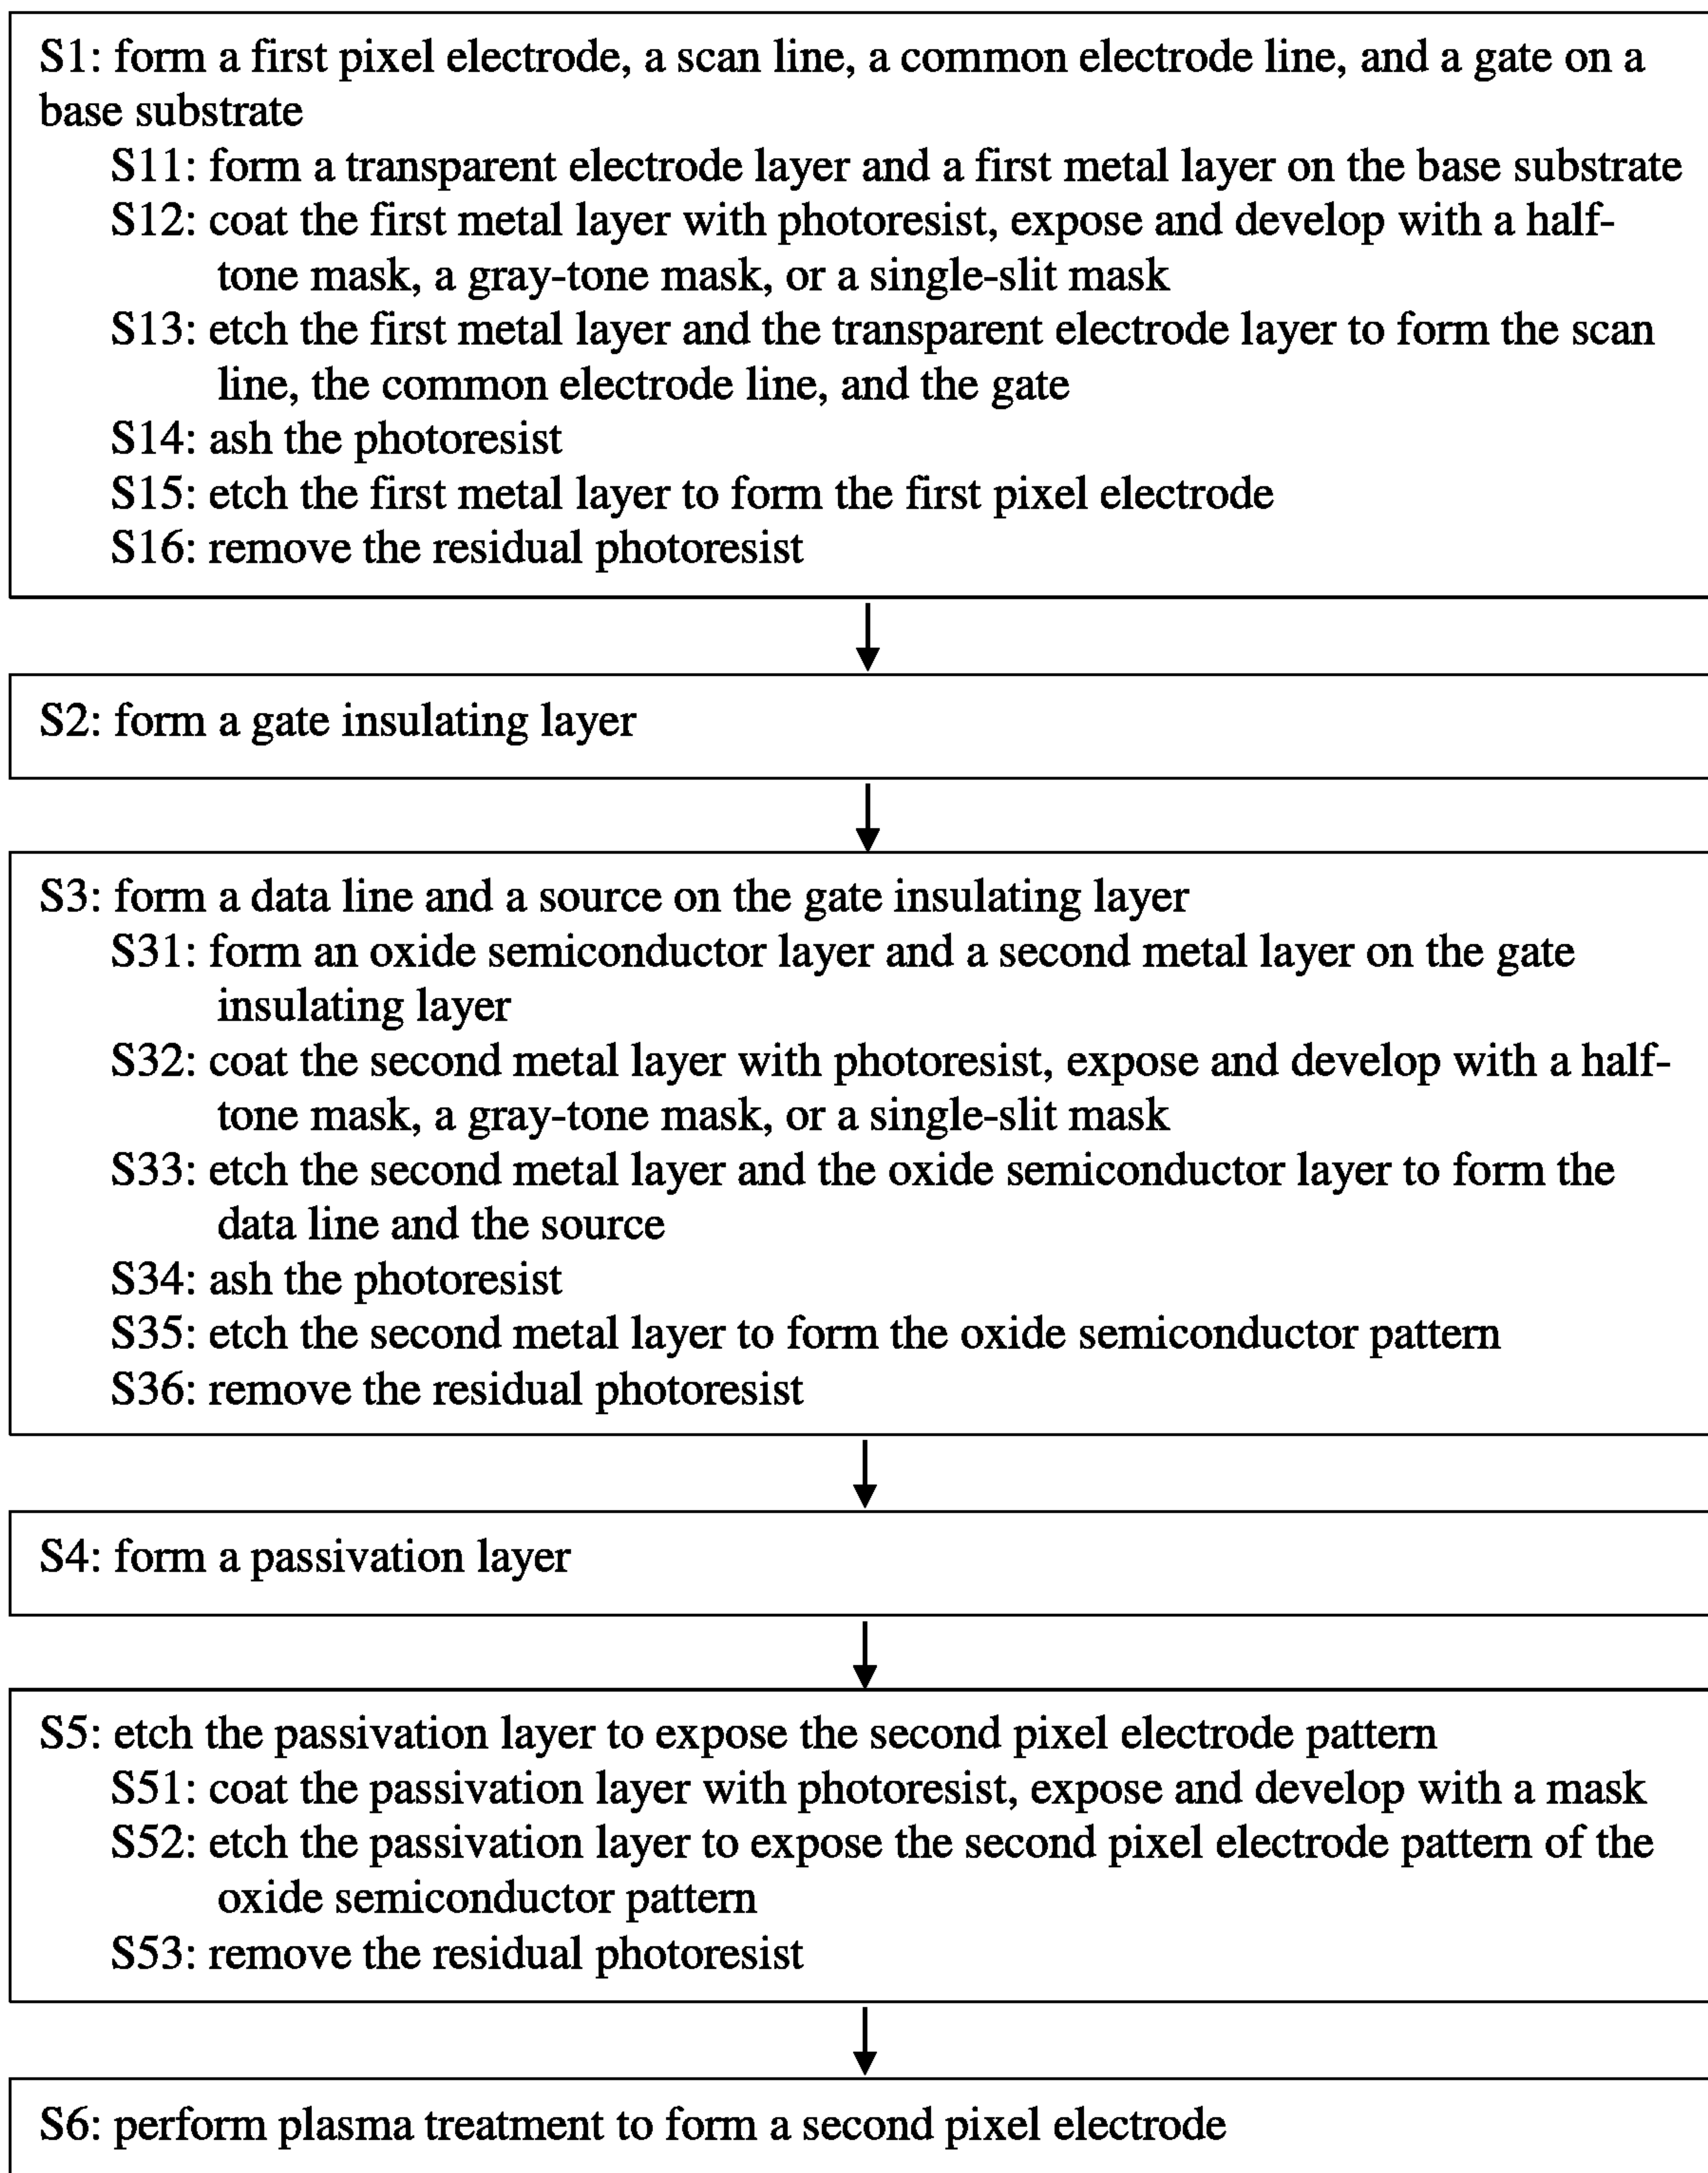 S1: form a first pixel electrode, a scan line, a common electrode line, and a gate on a
base substrate
S11: form a transparent electrode layer and a first metal layer on the base substrate
S12: coat the first metal layer with photoresist, expose and develop with a half-
tone mask, a gray-tone mask, or a single-slit mask
S13: etch the first metal layer and the transparent electrode layer to form the scan
line, the common electrode line, and the gate
S14: ash the photoresist
S15: etch the first metal layer to form the first pixel electrode
S16: remove the residual photoresist
S2: form a gate insulating layer
S3: form a data line and a source on the gate insulating layer
S31: form an oxide semiconductor layer and a second metal layer on the gate
insulating layer
S32: coat the second metal layer with photoresist, expose and develop with a half-
tone mask, a gray-tone mask, or a single-slit mask
S33: etch the second metal layer and the oxide semiconductor layer to form the
data line and the source
S34: ash the photoresist
S35: etch the second metal layer to form the oxide semiconductor pattern
S36: remove the residual photoresist
S4: form a passivation layer
S5: etch the passivation layer to expose the second pixel electrode pattern
S51: coat the passivation layer with photoresist, expose and develop with a mask
S52: etch the passivation layer to expose the second pixel electrode pattern of the
oxide semiconductor pattern
S53: remove the residual photoresist
S6: perform plasma treatment to form a second pixel electrode